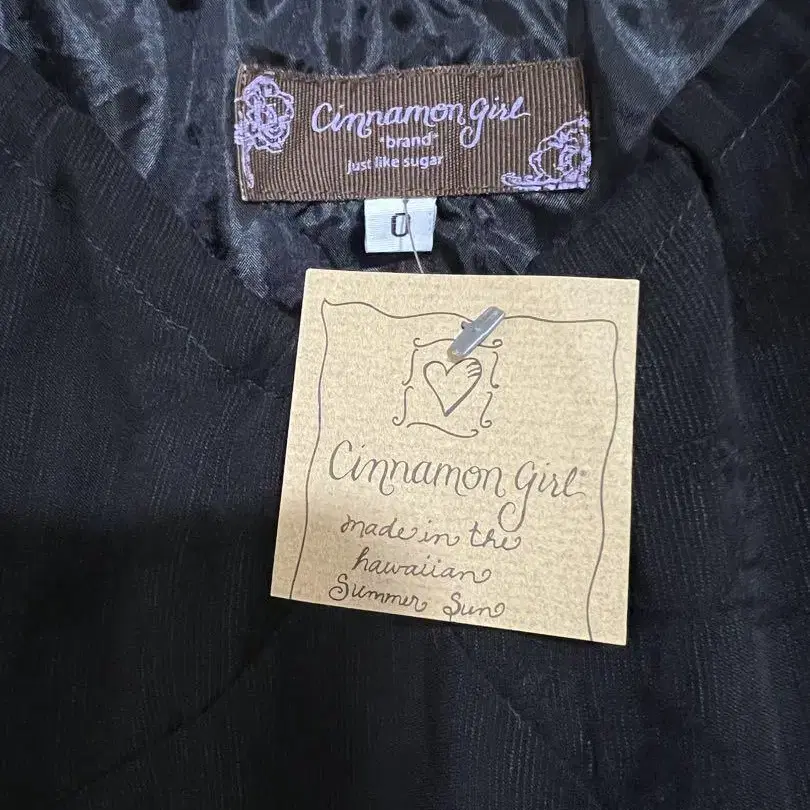 Cinnamon girl
"brand"
just like sugar
0
Cinnamon Girl®
made in the
hawaiian
Summer Sun